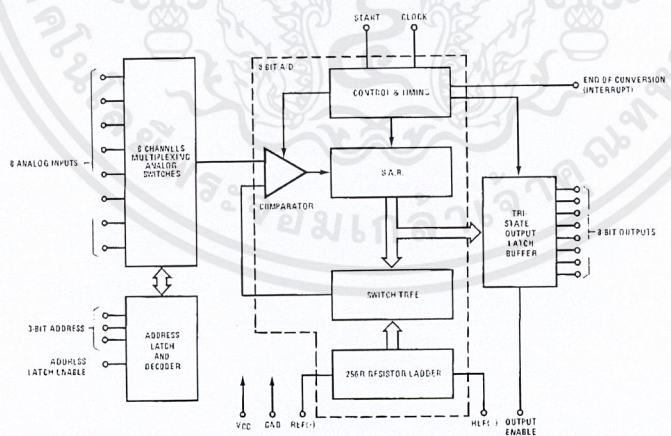 START CLOCK
8-BIT A/D
CONTROL & TIMING
END OF CONVERSION
(INTERRUPT)
8 ANALOG INPUTS
8 CHANNELS
MULTIPLEXING
ANALOG
SWITCHES
S.A.R.
COMPARATOR
TRI-
STATE
OUTPUT
LATCH
BUFFER
8-BIT OUTPUTS
SWITCH TREE
3-BIT ADDRESS
ADDRESS
LATCH ENABLE
ADDRESS
LATCH
AND
DECODER
256R RESISTOR LADDER
VCC GND REF(+) REF(-) OUTPUT
ENABLE